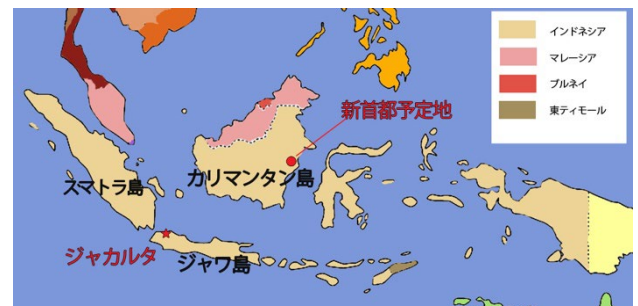 インドネシア
マレーシア
ブルネイ
東ティモール
新首都予定地
カリマンタン島
スマトラ島
ジャカルタ
ジャワ島